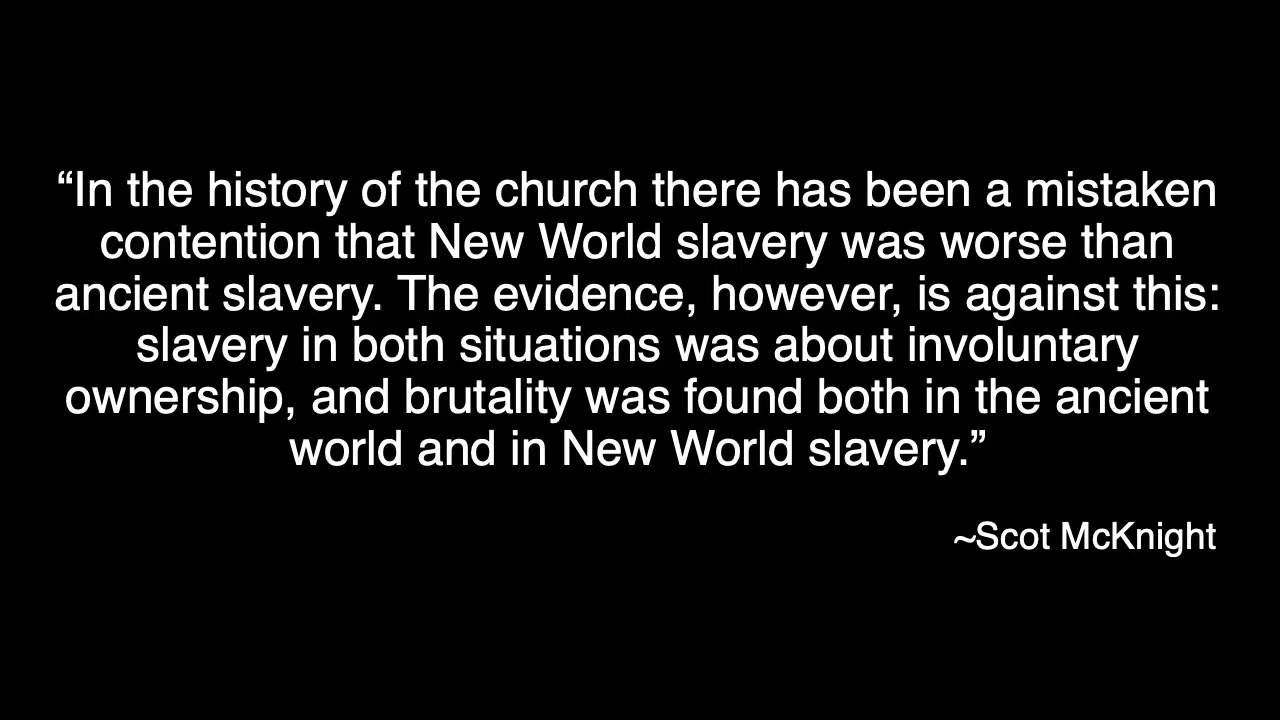 “In the history of the church there has been a mistaken
contention that New World slavery was worse than
ancient slavery. The evidence, however, is against this:
slavery in both situations was about involuntary
ownership, and brutality was found both in the ancient
world and in New World slavery.”
~Scot McKnight